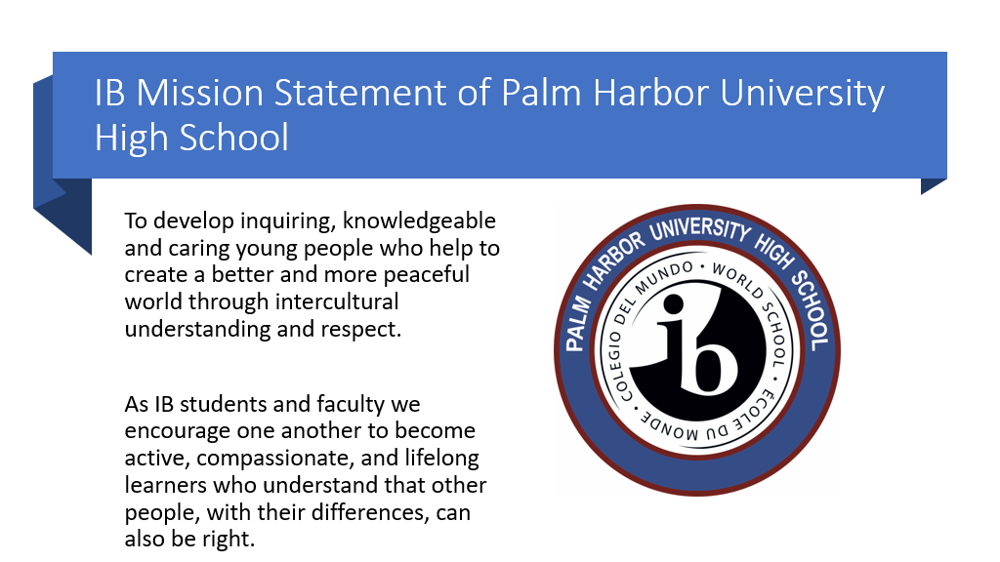 IB Mission Statement of Palm Harbor University
High School
To develop inquiring, knowledgeable
and caring young people who help to
create a better and more peaceful
world through intercultural
understanding and respect.
As IB students and faculty we
encourage one another to become
active, compassionate, and lifelong
learners who understand that other
people, with their differences, can
also be right.
PALM HARBOR UNIVERSITY HIGH SCHOOL
COLEGIO DEL MUNDO • WORLD SCHOOL • ÉCOLE DU MONDE •
ib